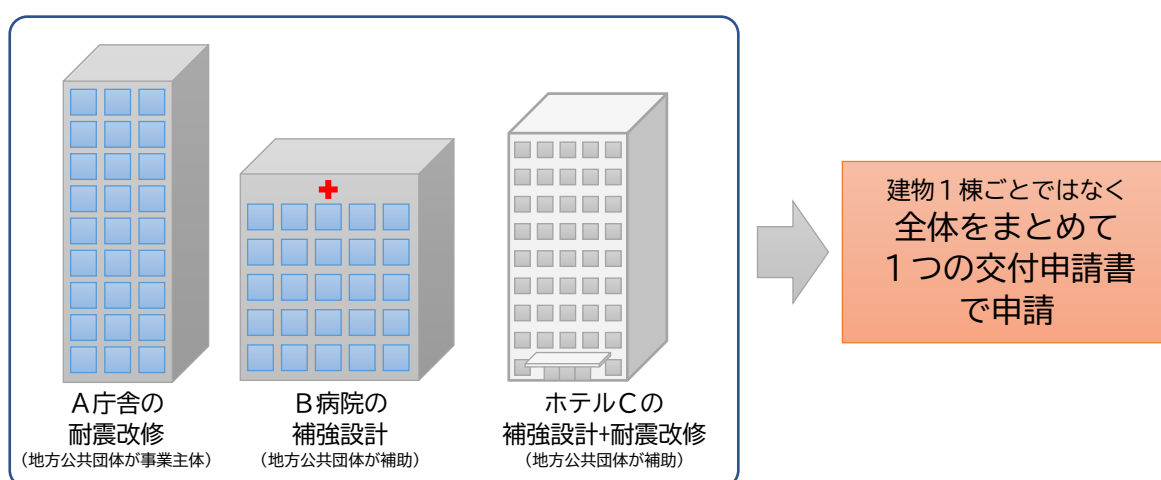 A庁舎の
耐震改修
（地方公共団体が事業主体）
B病院の
補強設計
（地方公共団体が補助）
ホテルCの
補強設計+耐震改修
（地方公共団体が補助）
建物１棟ごとではなく
全体をまとめて
１つの交付申請書
で申請